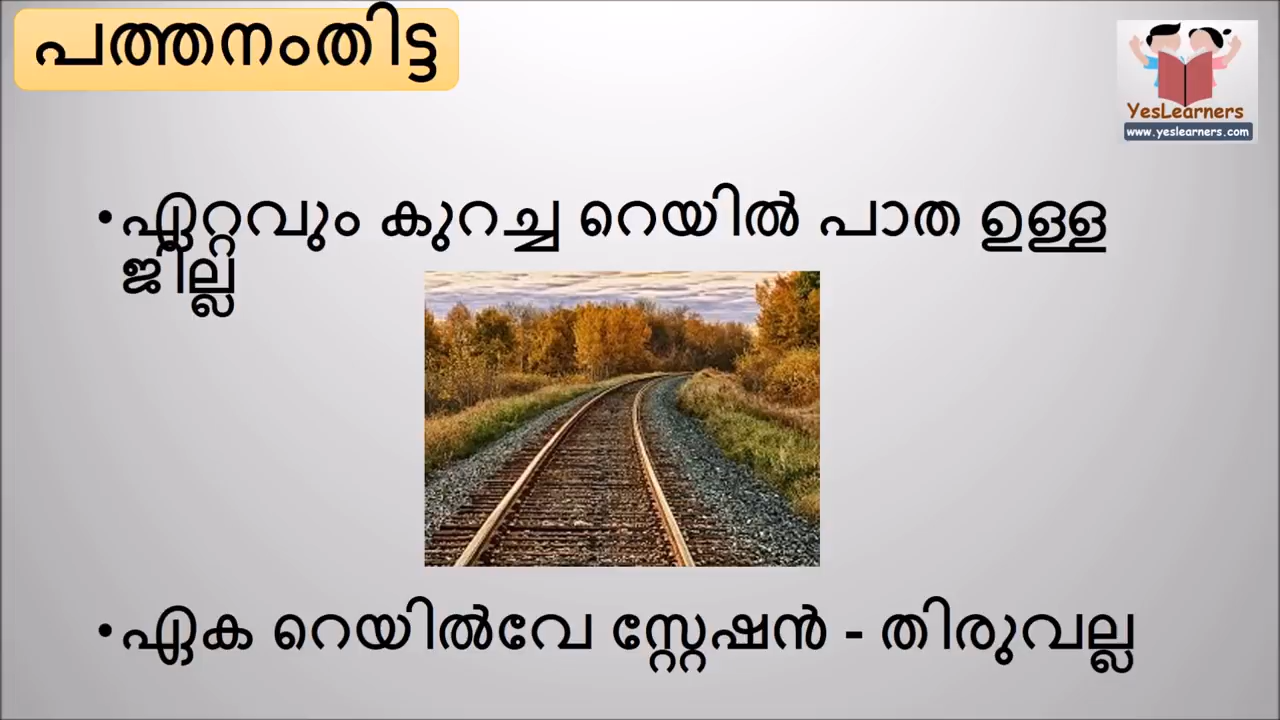 പത്തനംതിട്ട
YesLearners
www.yeslearners.com
•ഏറ്റവും കുറച്ച റെയിൽ പാത ഉള്ള
ജില്ല
•ഏക റെയിൽവേ സ്റ്റേഷൻ - തിരുവല്ല